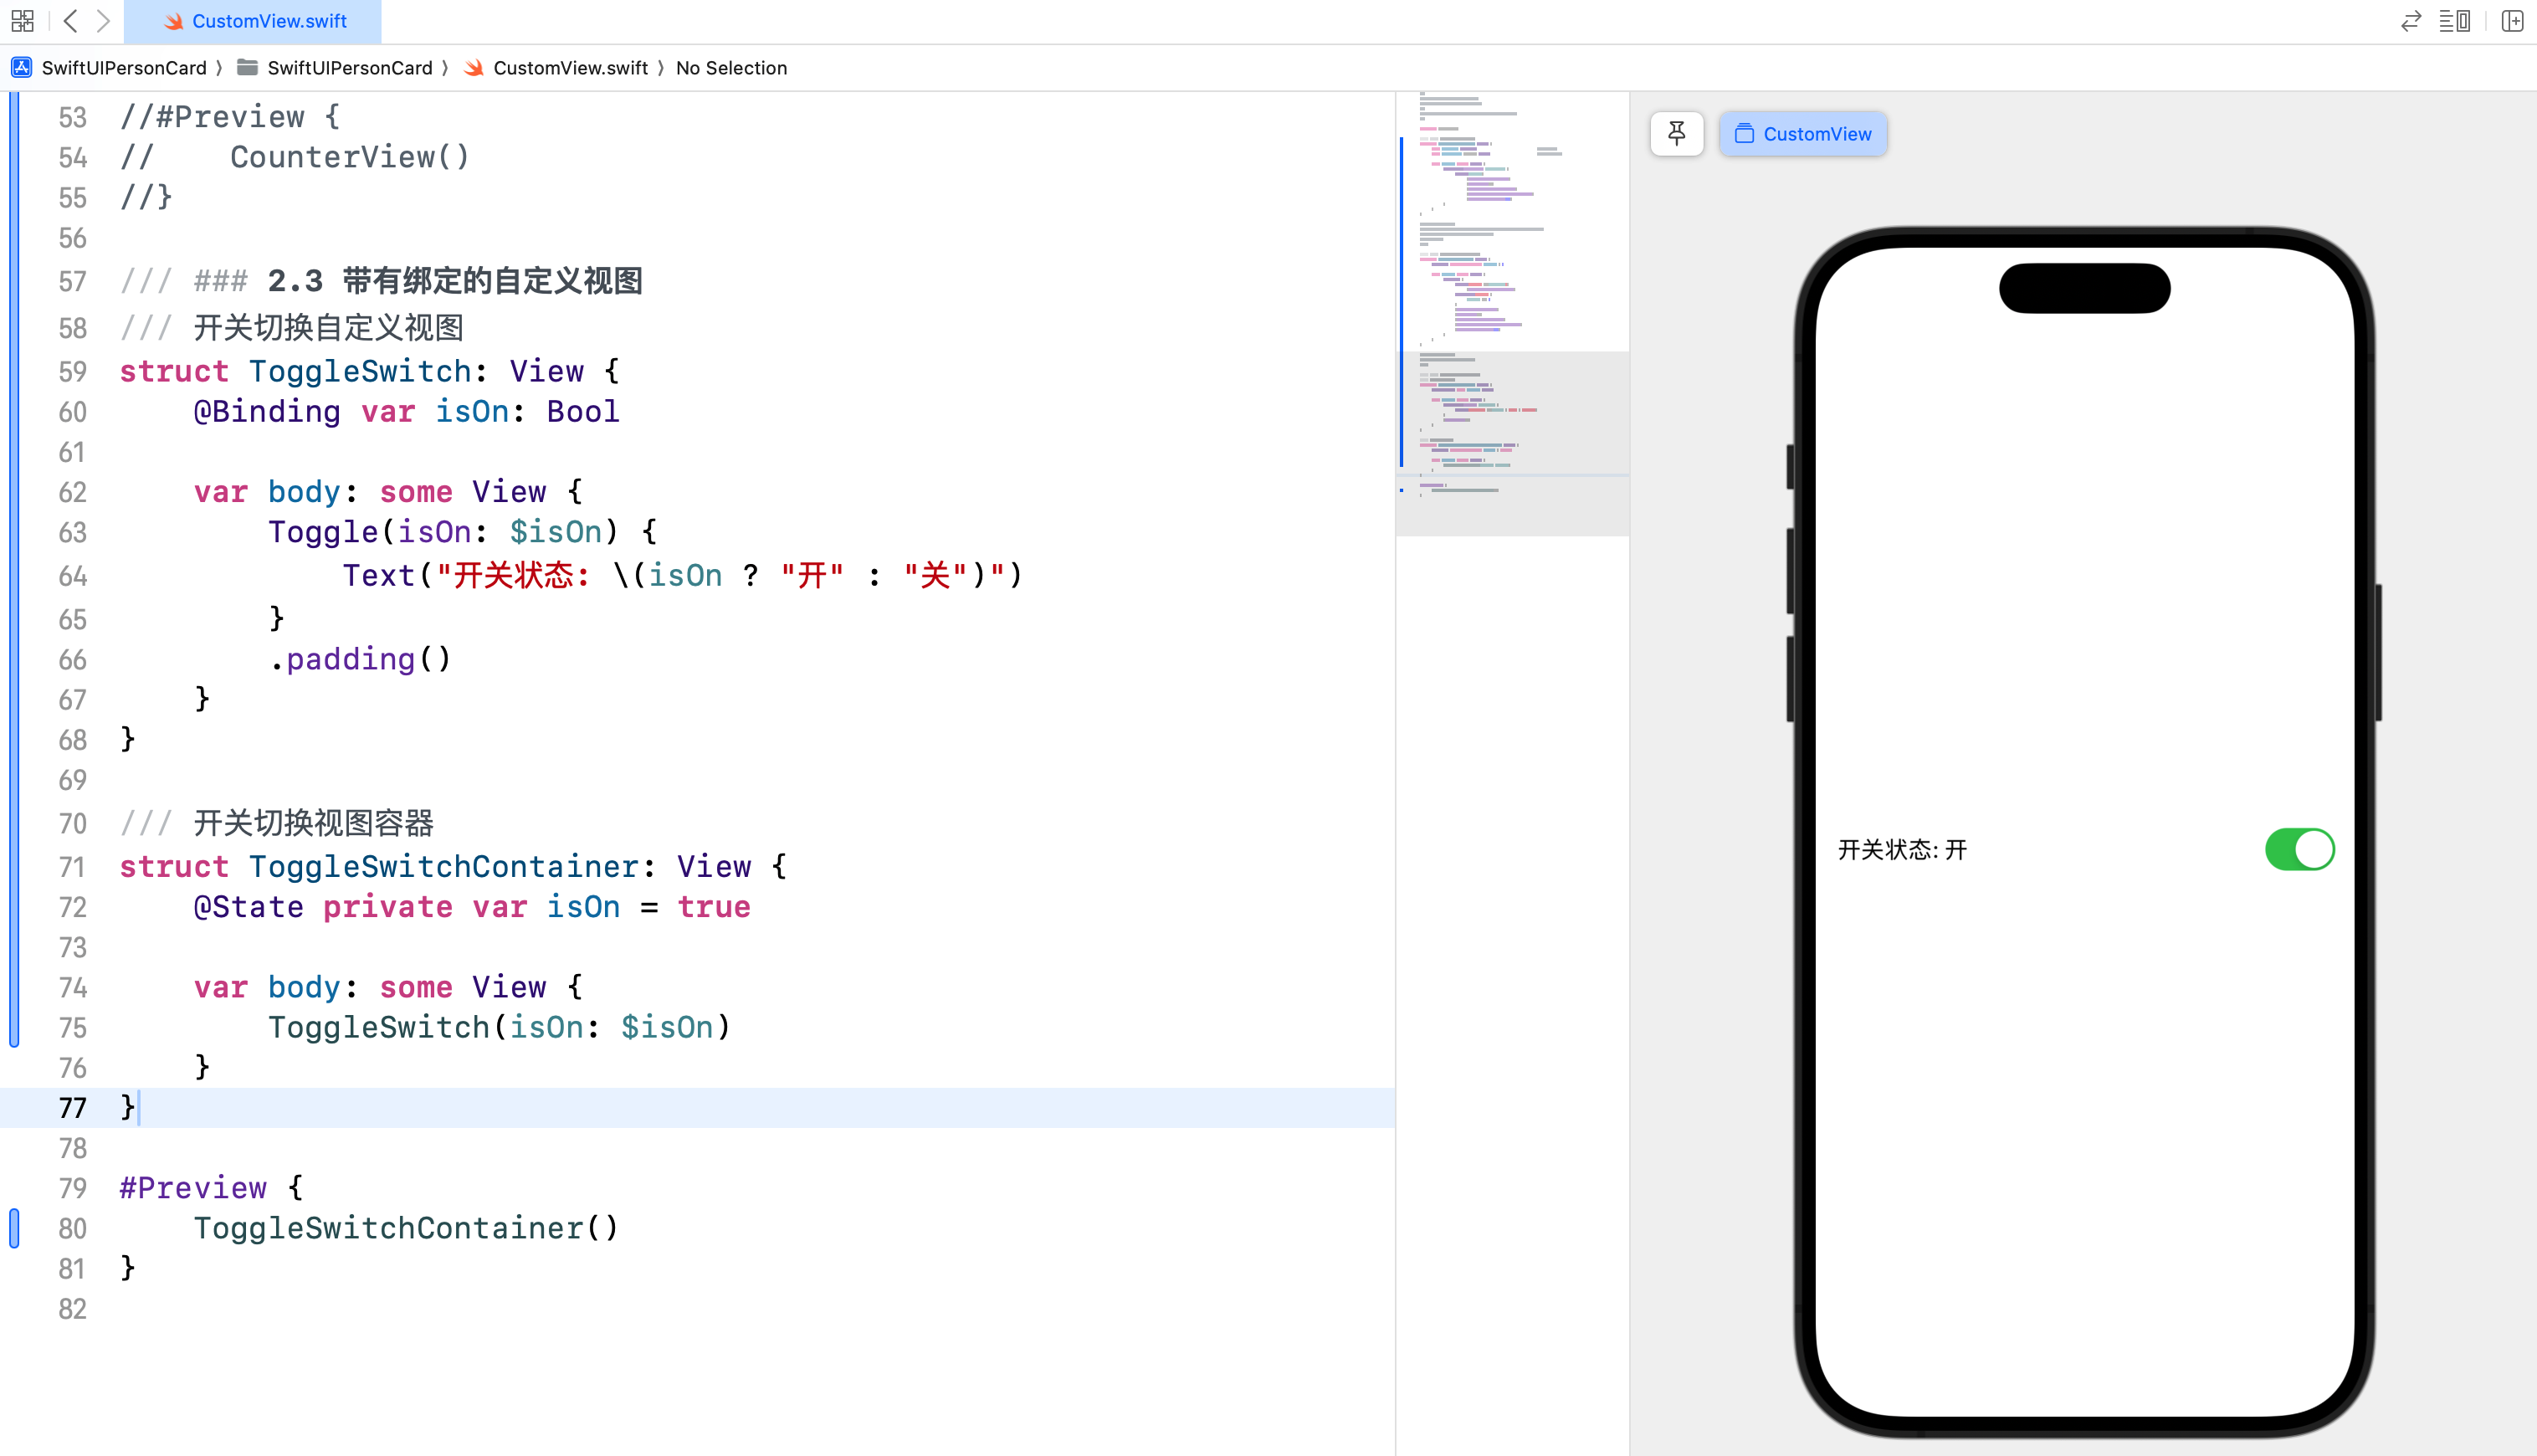 CustomView.swift
SwiftUIPersonCard 〉 SwiftUIPersonCard 〉 CustomView.swift 〉 No Selection
53 //#Preview {
54 //    CounterView()
55 //}
56
57 /// ### 2.3 带有绑定的自定义视图
58 /// 开关切换自定义视图
59 struct ToggleSwitch: View {
60     @Binding var isOn: Bool
61
62     var body: some View {
63         Toggle(isOn: $isOn) {
64             Text("开关状态: \(isOn ? "开" : "关")")
65         }
66         .padding()
67     }
68 }
69
70 /// 开关切换视图容器
71 struct ToggleSwitchContainer: View {
72     @State private var isOn = true
73
74     var body: some View {
75         ToggleSwitch(isOn: $isOn)
76     }
77 }
78
79 #Preview {
80     ToggleSwitchContainer()
81 }
82
CustomView
开关状态: 开